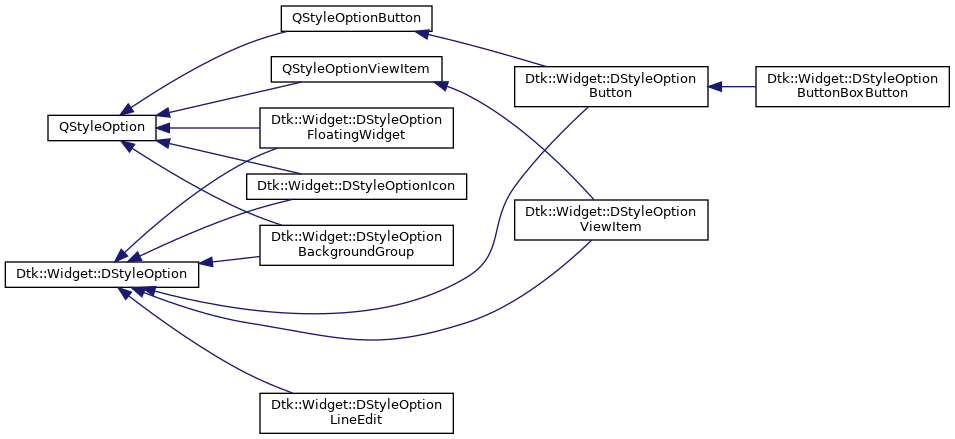 QStyleOptionButton
QStyleOptionViewItem
Dtk::Widget::DStyleOption
Button
Dtk::Widget::DStyleOption
ButtonBoxButton
QStyleOption
Dtk::Widget::DStyleOption
FloatingWidget
Dtk::Widget::DStyleOptionIcon
Dtk::Widget::DStyleOption
ViewItem
Dtk::Widget::DStyleOption
BackgroundGroup
Dtk::Widget::DStyleOption
Dtk::Widget::DStyleOption
LineEdit